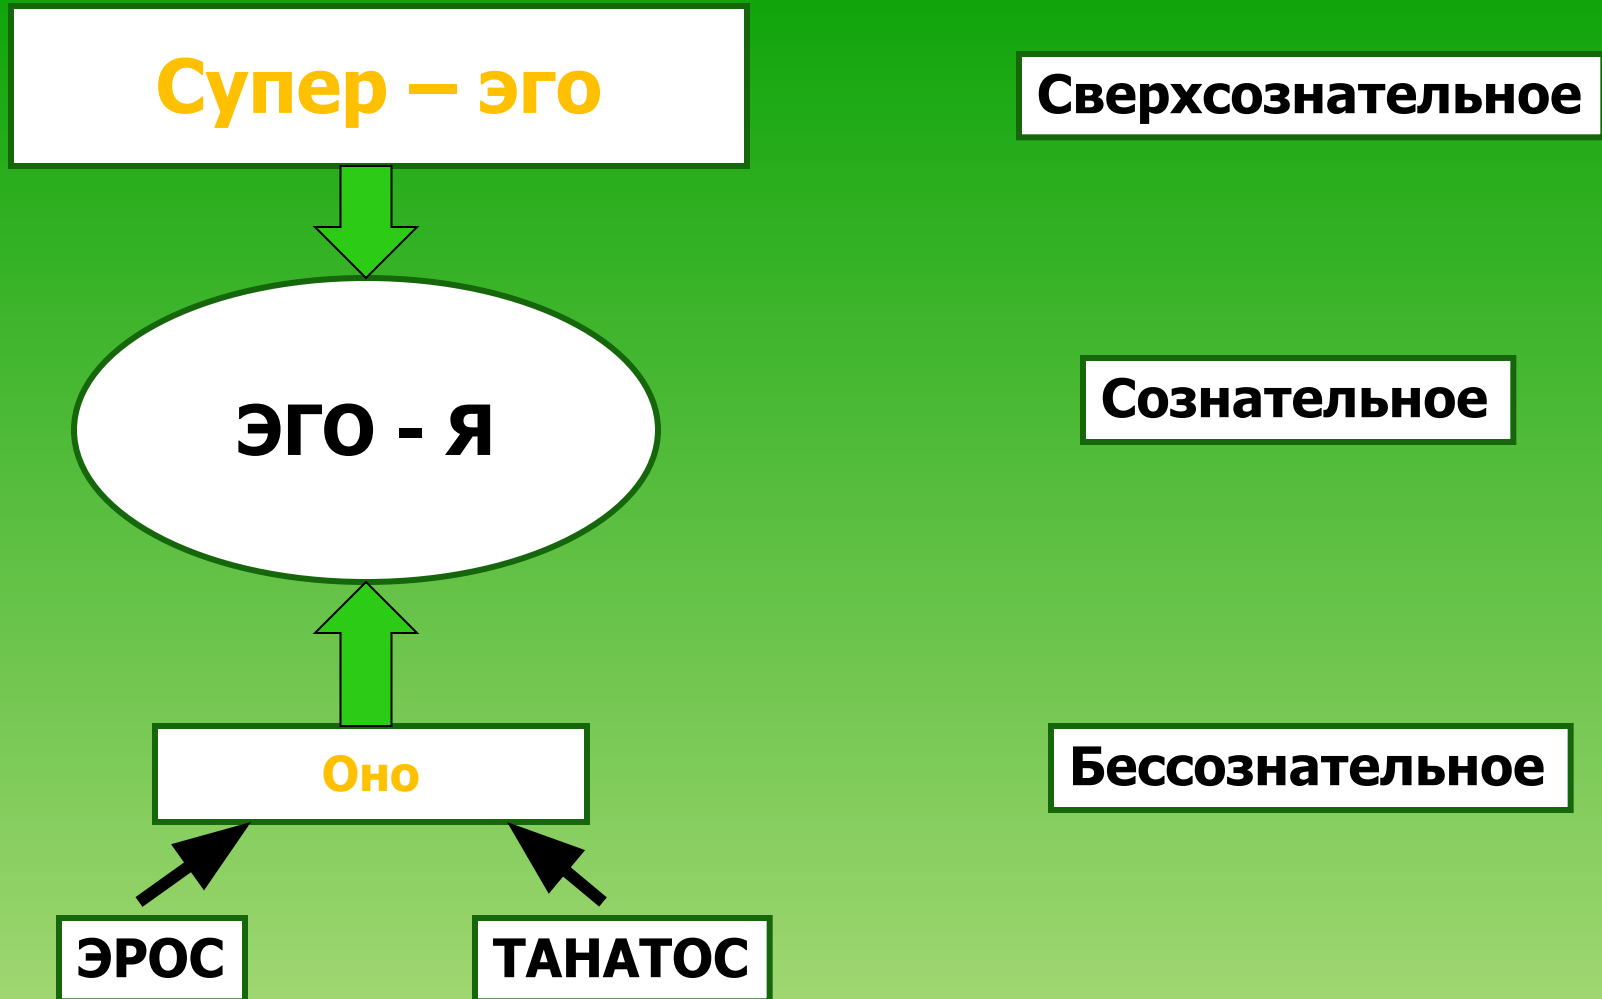 Супер – эго
Сверхсознательное
ЭГО - Я
Сознательное
Оно
Бессознательное
ЭРОС
ТАНАТОС